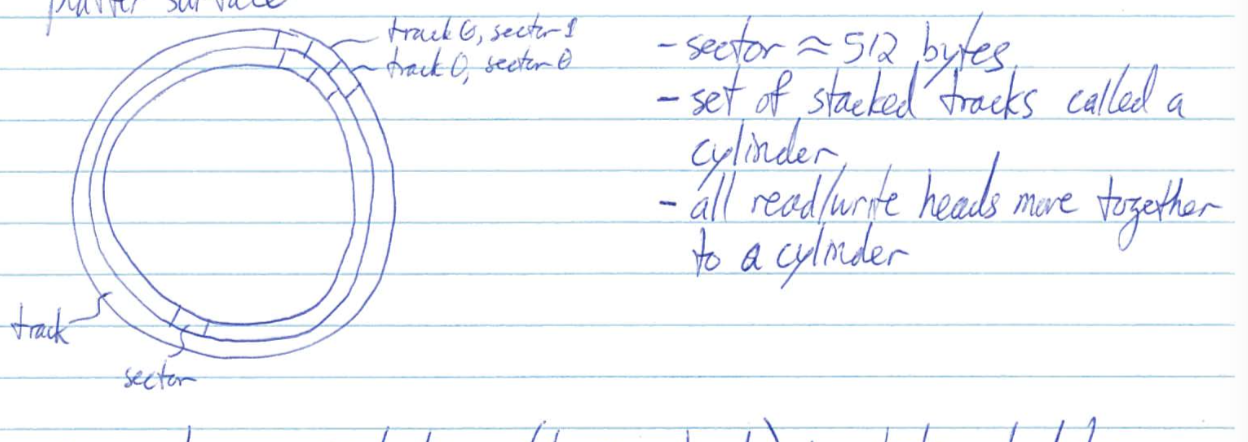 platter surface
track 0, sector 1
track 0, sector 0
track
sector
- sector ≈ 512 bytes
- set of stacked tracks called a
cylinder
- all read/write heads move together
to a cylinder